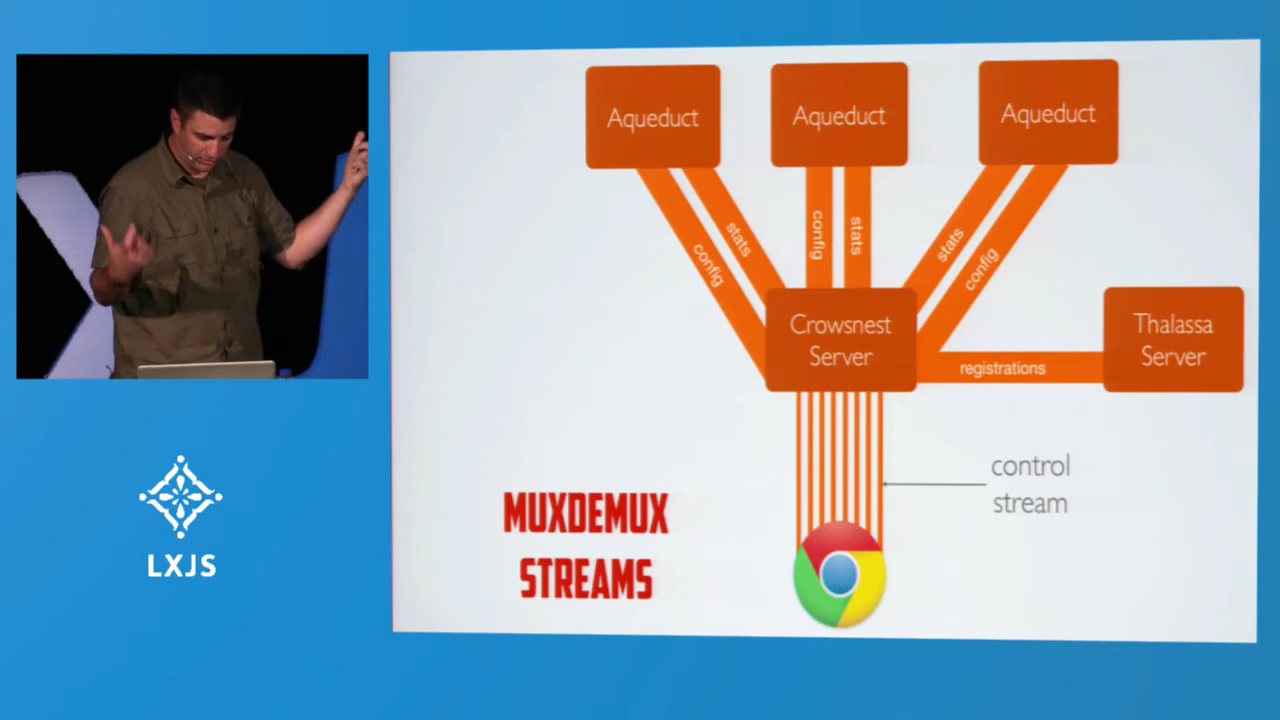 Aqueduct
Aqueduct
Aqueduct
config
stats
config
stats
stats
config
Crowsnest
Server
Thalassa
Server
registrations
control
stream
MUXDEMUX
STREAMS
LXJS